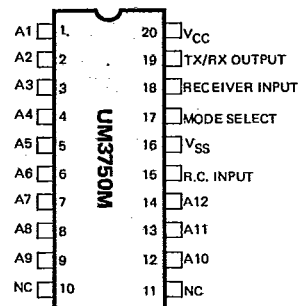 A1 1 20 VCC
A2 2 19 TX/RX OUTPUT
A3 3 18 RECEIVER INPUT
A4 4 17 MODE SELECT
A5 5 16 VSS
A6 6 15 R.C. INPUT
A7 7 14 A12
A8 8 13 A11
A9 9 12 A10
NC 10 11 NC
UM3750M